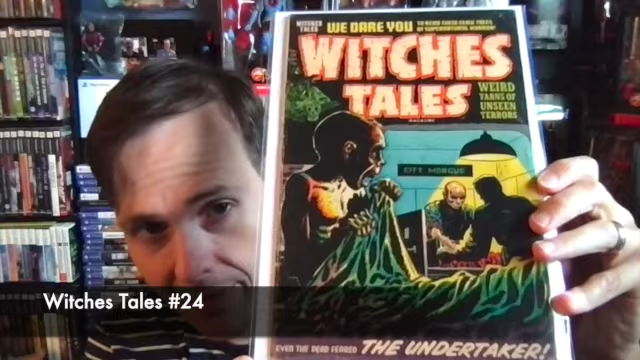 WITCHES
TALES
WE DARE YOU
TO READ THESE TALES
OF SUPERNATURAL HORROR!
WITCHES
TALES
WEIRD
YARNS OF
UNSEEN
TERRORS
MAGAZINE
CITY MORGUE
Witches Tales #24
EVEN THE DEAD FEARED THE UNDERTAKER!